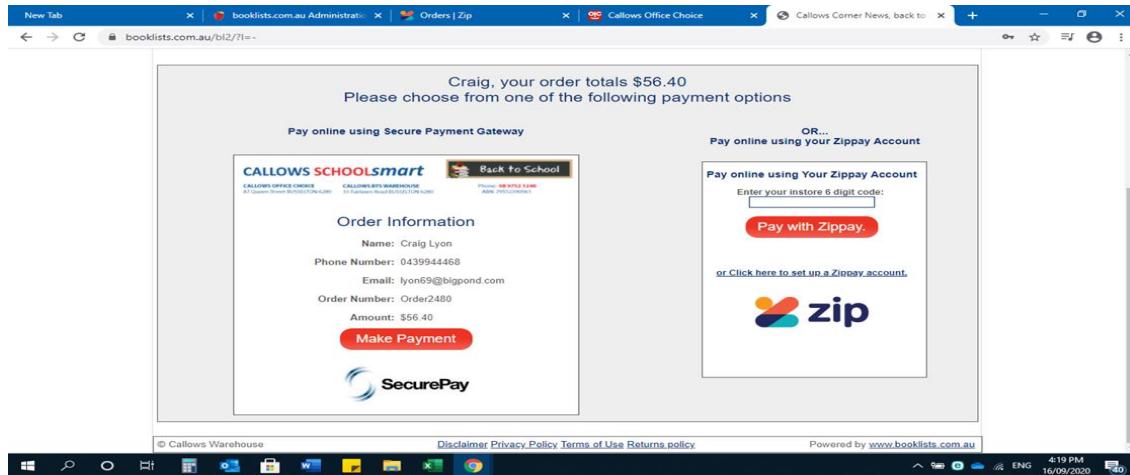 New Tab
booklists.com.au Administratio
Orders | Zip
Callows Office Choice
Callows Corner News, back to
booklists.com.au/bl2/?l=-
Craig, your order totals $56.40
Please choose from one of the following payment options
Pay online using Secure Payment Gateway
CALLOWS SCHOOLsmart
Back to School
CALLOWS OFFICE CHOICE CALLOWS BTS WAREHOUSE Phone: 08 9752 1240
Order Information
Name: Craig Lyon
Phone Number: 0439944468
Email: lyon69@bigpond.com
Order Number: Order2480
Amount: $56.40
Make Payment
SecurePay
OR...
Pay online using your Zippay Account
Pay online using Your Zippay Account
Enter your instore 6 digit code:
Pay with Zippay.
or Click here to set up a Zippay account.
zip
© Callows Warehouse Disclaimer Privacy Policy Terms of Use Returns policy Powered by www.booklists.com.au
ENG
4:19 PM
16/09/2020
40